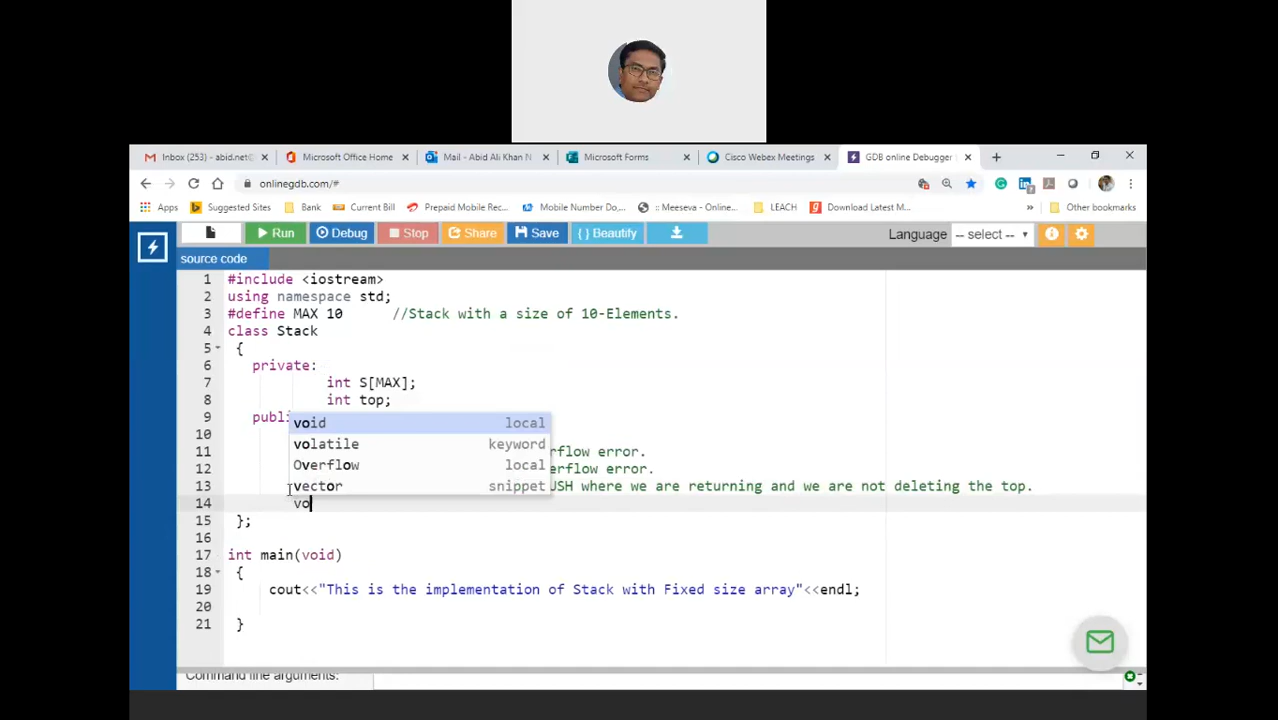 Inbox (253) - abid.net@
Microsoft Office Home
Mail - Abid Ali Khan N
Microsoft Forms
Cisco Webex Meetings
GDB online Debugger
onlinegdb.com/#
Apps
Suggested Sites
Bank
Current Bill
Prepaid Mobile Rec...
Mobile Number Do,...
:: Meeseva - Online...
LEACH
Download Latest M...
»
Other bookmarks
Run
Debug
Stop
Share
Save
{ } Beautify
Language
-- select --
source code
1 #include <iostream>
2 using namespace std;
3 #define MAX 10 //Stack with a size of 10-Elements.
4 class Stack
5 {
6 private:
7 int S[MAX];
8 int top;
9 publi
void local
10
volatile keyword
11 rflow error.
Overflow local
12 erflow error.
vector snippet
13 USH where we are returning and we are not deleting the top.
14 vo
15 };
16
17 int main(void)
18 {
19 cout<<"This is the implementation of Stack with Fixed size array"<<endl;
20
21 }
Command line arguments: